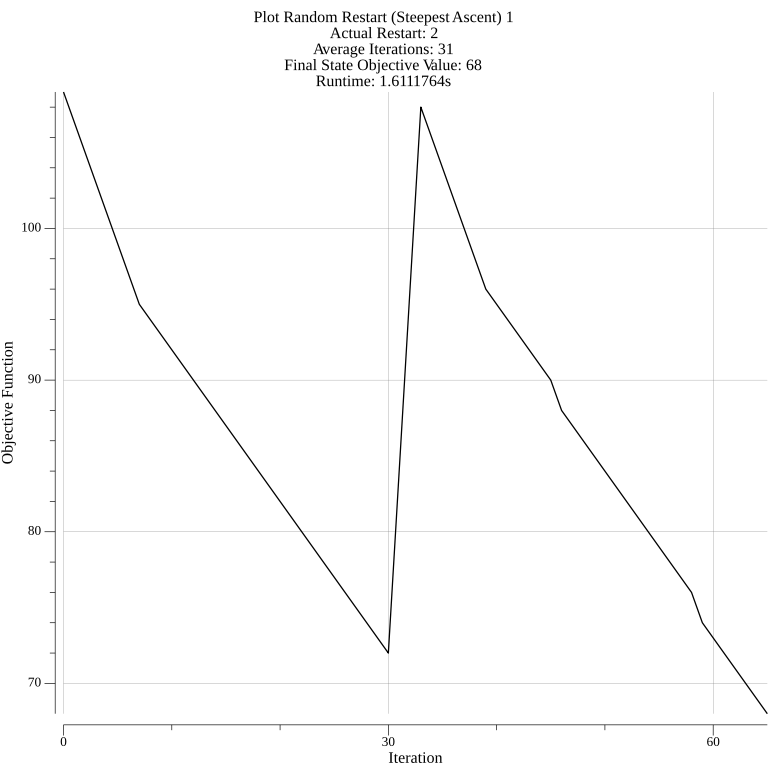 Plot Random Restart (Steepest Ascent) 1
Actual Restart: 2
Average Iterations: 31
Final State Objective Value: 68
Runtime: 1.6111764s
100
90
80
70
Objective Function
0
30
60
Iteration